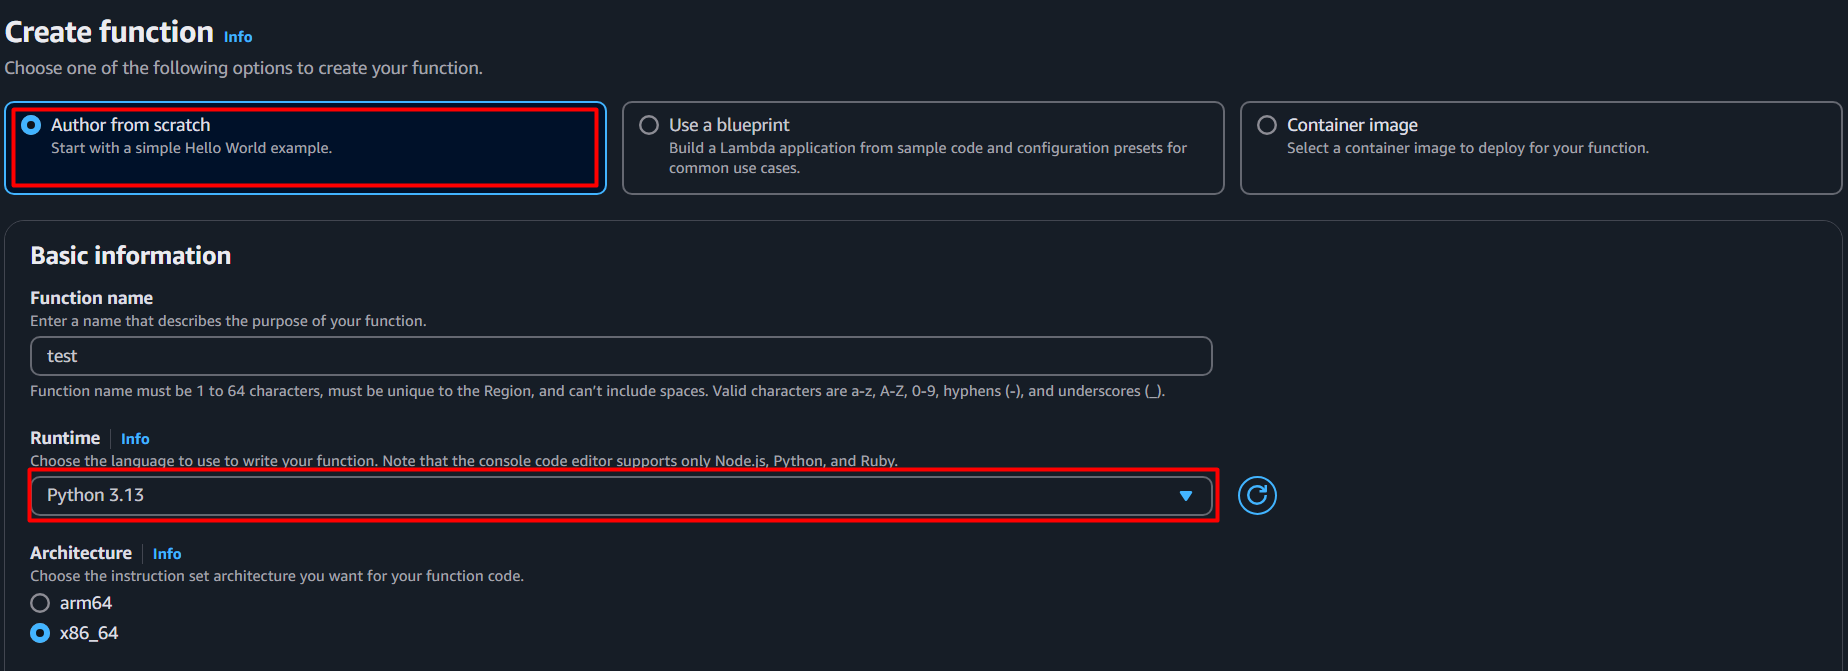 Create function Info
Choose one of the following options to create your function.
Author from scratch
Start with a simple Hello World example.
Use a blueprint
Build a Lambda application from sample code and configuration presets for
common use cases.
Container image
Select a container image to deploy for your function.
Basic information
Function name
Enter a name that describes the purpose of your function.
test
Function name must be 1 to 64 characters, must be unique to the Region, and can’t include spaces. Valid characters are a-z, A-Z, 0-9, hyphens (-), and underscores (_).
Runtime Info
Choose the language to use to write your function. Note that the console code editor supports only Node.js, Python, and Ruby.
Python 3.13
Architecture Info
Choose the instruction set architecture you want for your function code.
arm64
x86_64